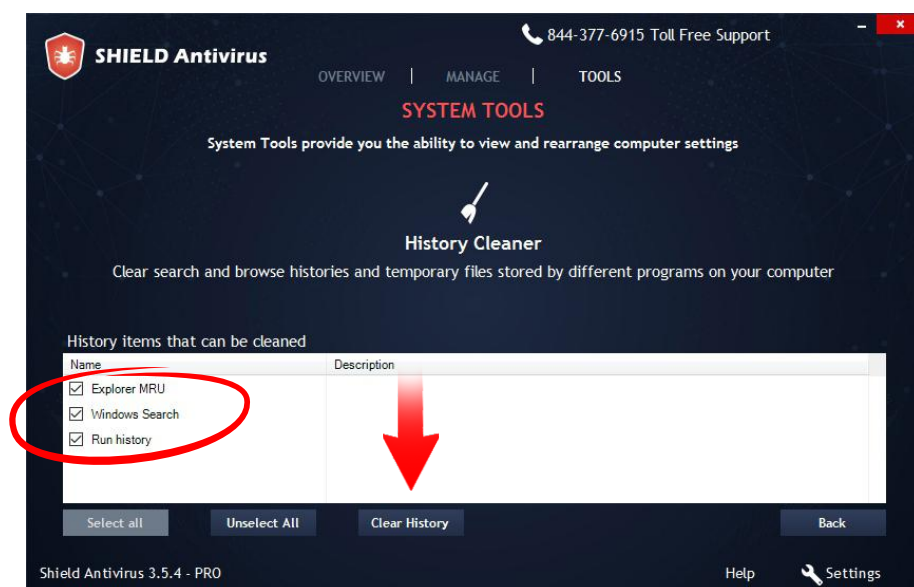 844-377-6915 Toll Free Support
SHIELD Antivirus
OVERVIEW | MANAGE | TOOLS
SYSTEM TOOLS
System Tools provide you the ability to view and rearrange computer settings
History Cleaner
Clear search and browse histories and temporary files stored by different programs on your computer
History items that can be cleaned
Name Description
Explorer MRU
Windows Search
Run history
Select all Unselect All Clear History Back
Shield Antivirus 3.5.4 - PRO Help Settings